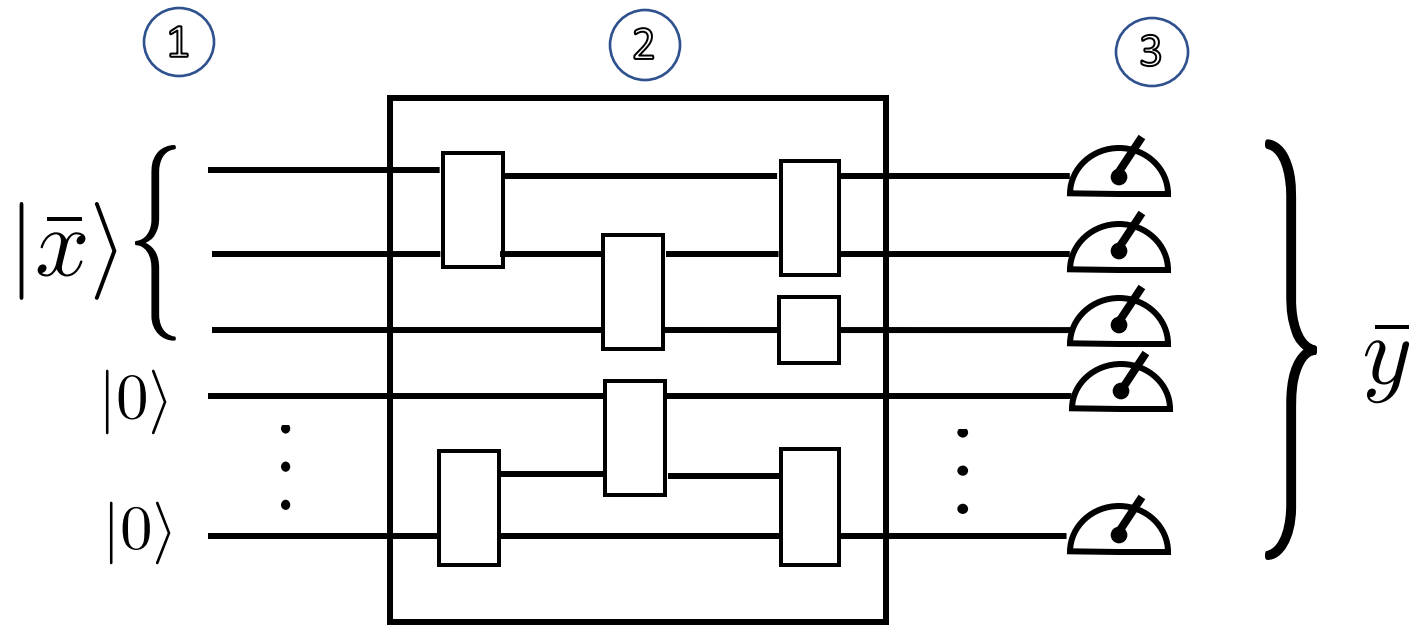 ① ② ③
|x̄⟩
|0⟩
|0⟩
ȳ